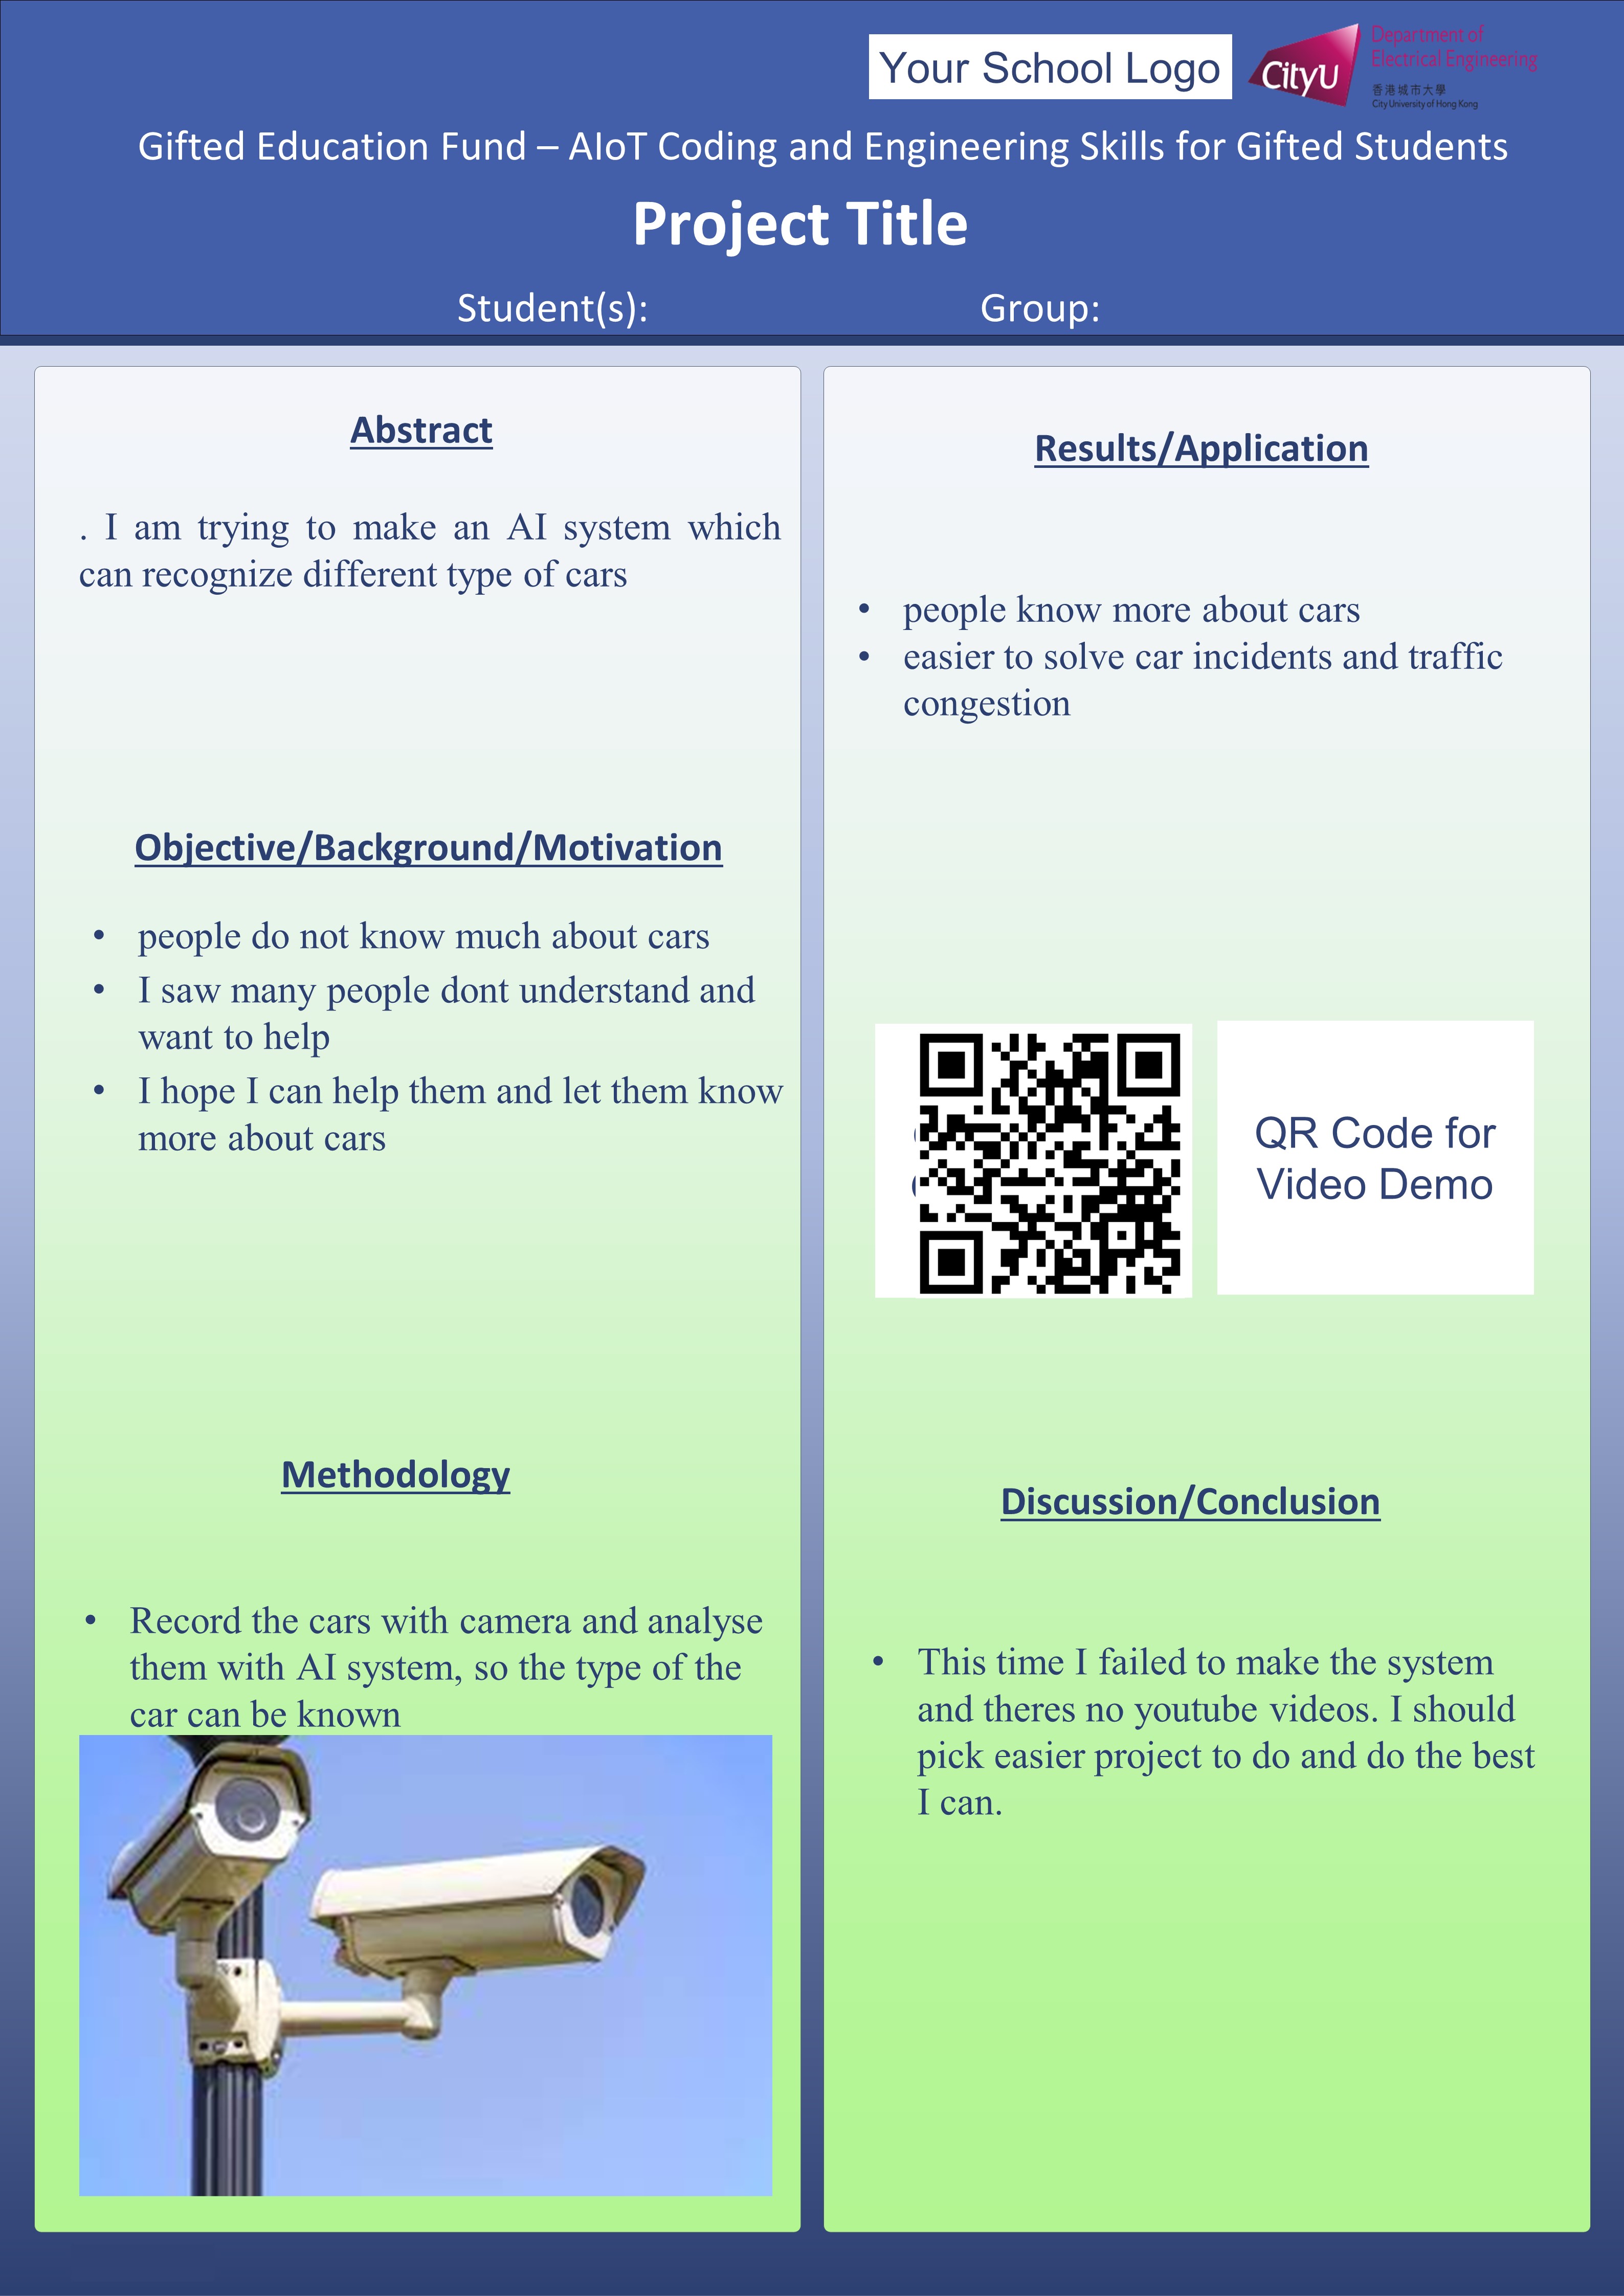 Your School Logo
CityU
Department of
Electrical Engineering
香港城市大學
City University of Hong Kong
Gifted Education Fund – AIoT Coding and Engineering Skills for Gifted Students
Project Title
Student(s):
Group:
Abstract
. I am trying to make an AI system which
can recognize different type of cars
Objective/Background/Motivation
• people do not know much about cars
• I saw many people dont understand and
want to help
• I hope I can help them and let them know
more about cars
Methodology
• Record the cars with camera and analyse
them with AI system, so the type of the
car can be known
Results/Application
• people know more about cars
• easier to solve car incidents and traffic
congestion
QR Code for
Video Demo
Discussion/Conclusion
• This time I failed to make the system
and theres no youtube videos. I should
pick easier project to do and do the best
I can.